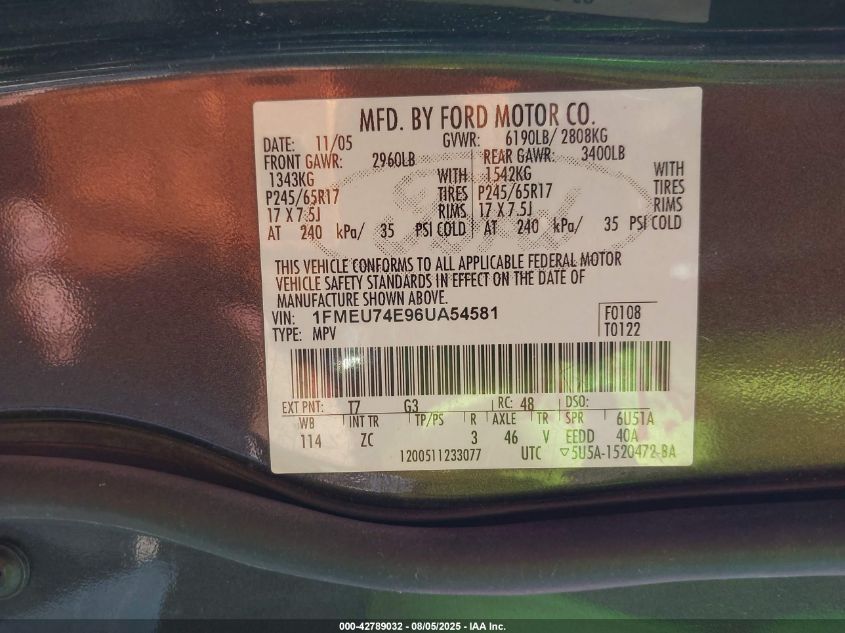 MFD. BY FORD MOTOR CO.
DATE: 11/05 GVWR: 6190LB/ 2808KG
FRONT GAWR: 2960LB REAR GAWR: 3400LB
1343KG WITH 1542KG WITH
P245/65R17 TIRES P245/65R17 TIRES
17 X 7.5J RIMS 17 X 7.5J RIMS
AT 240 kPa/ 35 PSI COLD AT 240 kPa/ 35 PSI COLD
Ford
THIS VEHICLE CONFORMS TO ALL APPLICABLE FEDERAL MOTOR
VEHICLE SAFETY STANDARDS IN EFFECT ON THE DATE OF
MANUFACTURE SHOWN ABOVE.
VIN: 1FMEU74E96UA54581 F0108
TYPE: MPV T0122
EXT PNT: T7 G3 RC: 48 DSO:
WB INT TR TP/PS R AXLE TR SPR 6U51A
114 ZC 3 46 V EEDD 40A
1200511233077 UTC ▽5U5A-1520472-BA
000-42789032 - 08/05/2025 - IAA Inc.